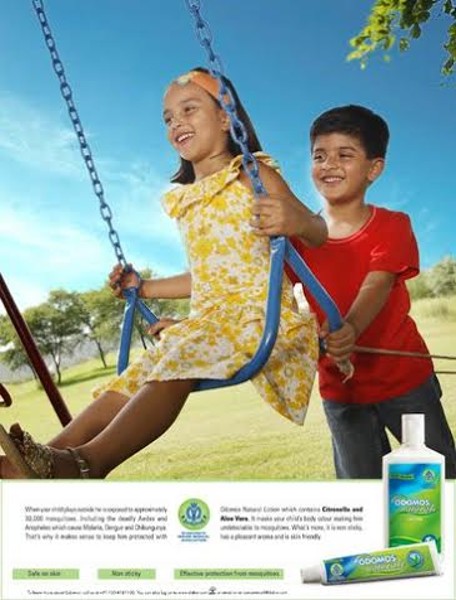 When your child plays outside he is exposed to approximately
30,000 mosquitoes. Including the deadly Aedes and
Anopheles which cause Malaria, Dengue and Chikungunya.
That's why it makes sense to keep him protected with
Odomos Natural Lotion which contains Citronella and
Aloe Vera. It makes your child's body odour making him
undetectable to mosquitoes. What's more, it is non sticky,
has a pleasant aroma and is skin friendly.
Safe on skin
Non sticky
Effective protection from mosquitoes
ODOMOS
naturals
ODOMOS
naturals